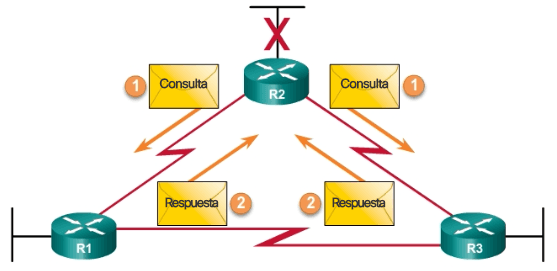 1
Consulta
Consulta
1
R2
Respuesta
2
2
Respuesta
R1
R3